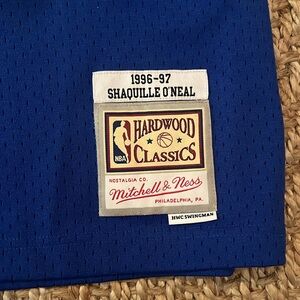 1996-97
SHAQUILLE O'NEAL
HARDWOOD
NBA
CLASSICS
NOSTALGIA CO.
Mitchell & Ness
PHILADELPHIA, PA.
HWC SWINGMAN